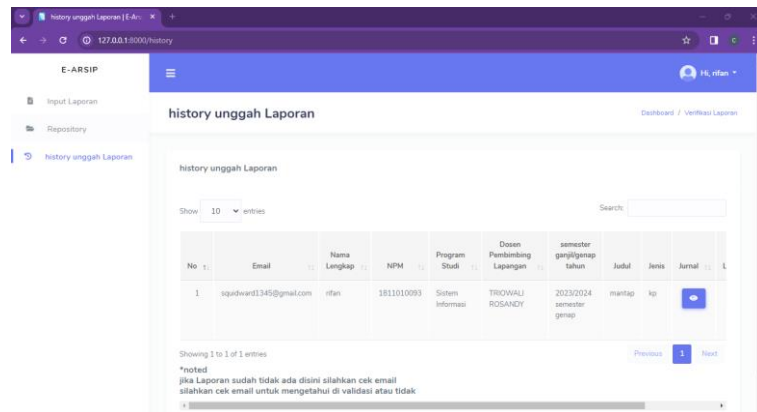 history unggah Laporan | E-Ars
127.0.0.1:8000/history
E-ARSIP
Hi, rifan
Input Laporan
Repository
history unggah Laporan
history unggah Laporan
Dashboard / Verifikasi Laporan
history unggah Laporan
Show 10 entries
Search:
No Email Nama Lengkap NPM Program Studi Dosen Pembimbing Lapangan semester ganjil/genap tahun Judul Jenis Jurnal L
1 squidward1345@gmail.com rifan 1811010093 Sistem Informasi TRIOWALI ROSANDY 2023/2024 semester genap mantap kp
Showing 1 to 1 of 1 entries
Previous 1 Next
*noted
jika Laporan sudah tidak ada disini silahkan cek email
silahkan cek email untuk mengetahui di validasi atau tidak